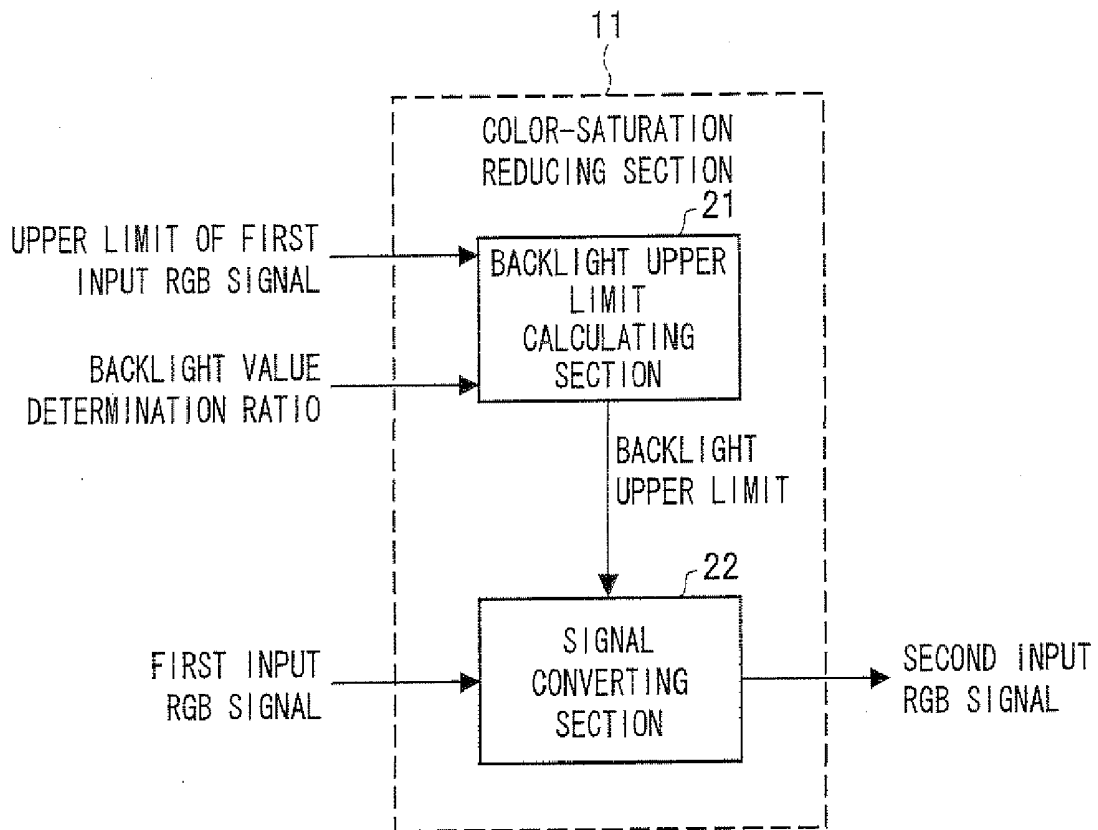 11
COLOR-SATURATION
REDUCING SECTION
21
UPPER LIMIT OF FIRST
INPUT RGB SIGNAL
BACKLIGHT UPPER
LIMIT
CALCULATING
SECTION
BACKLIGHT VALUE
DETERMINATION RATIO
BACKLIGHT
UPPER LIMIT
22
FIRST INPUT
RGB SIGNAL
SIGNAL
CONVERTING
SECTION
SECOND INPUT
RGB SIGNAL